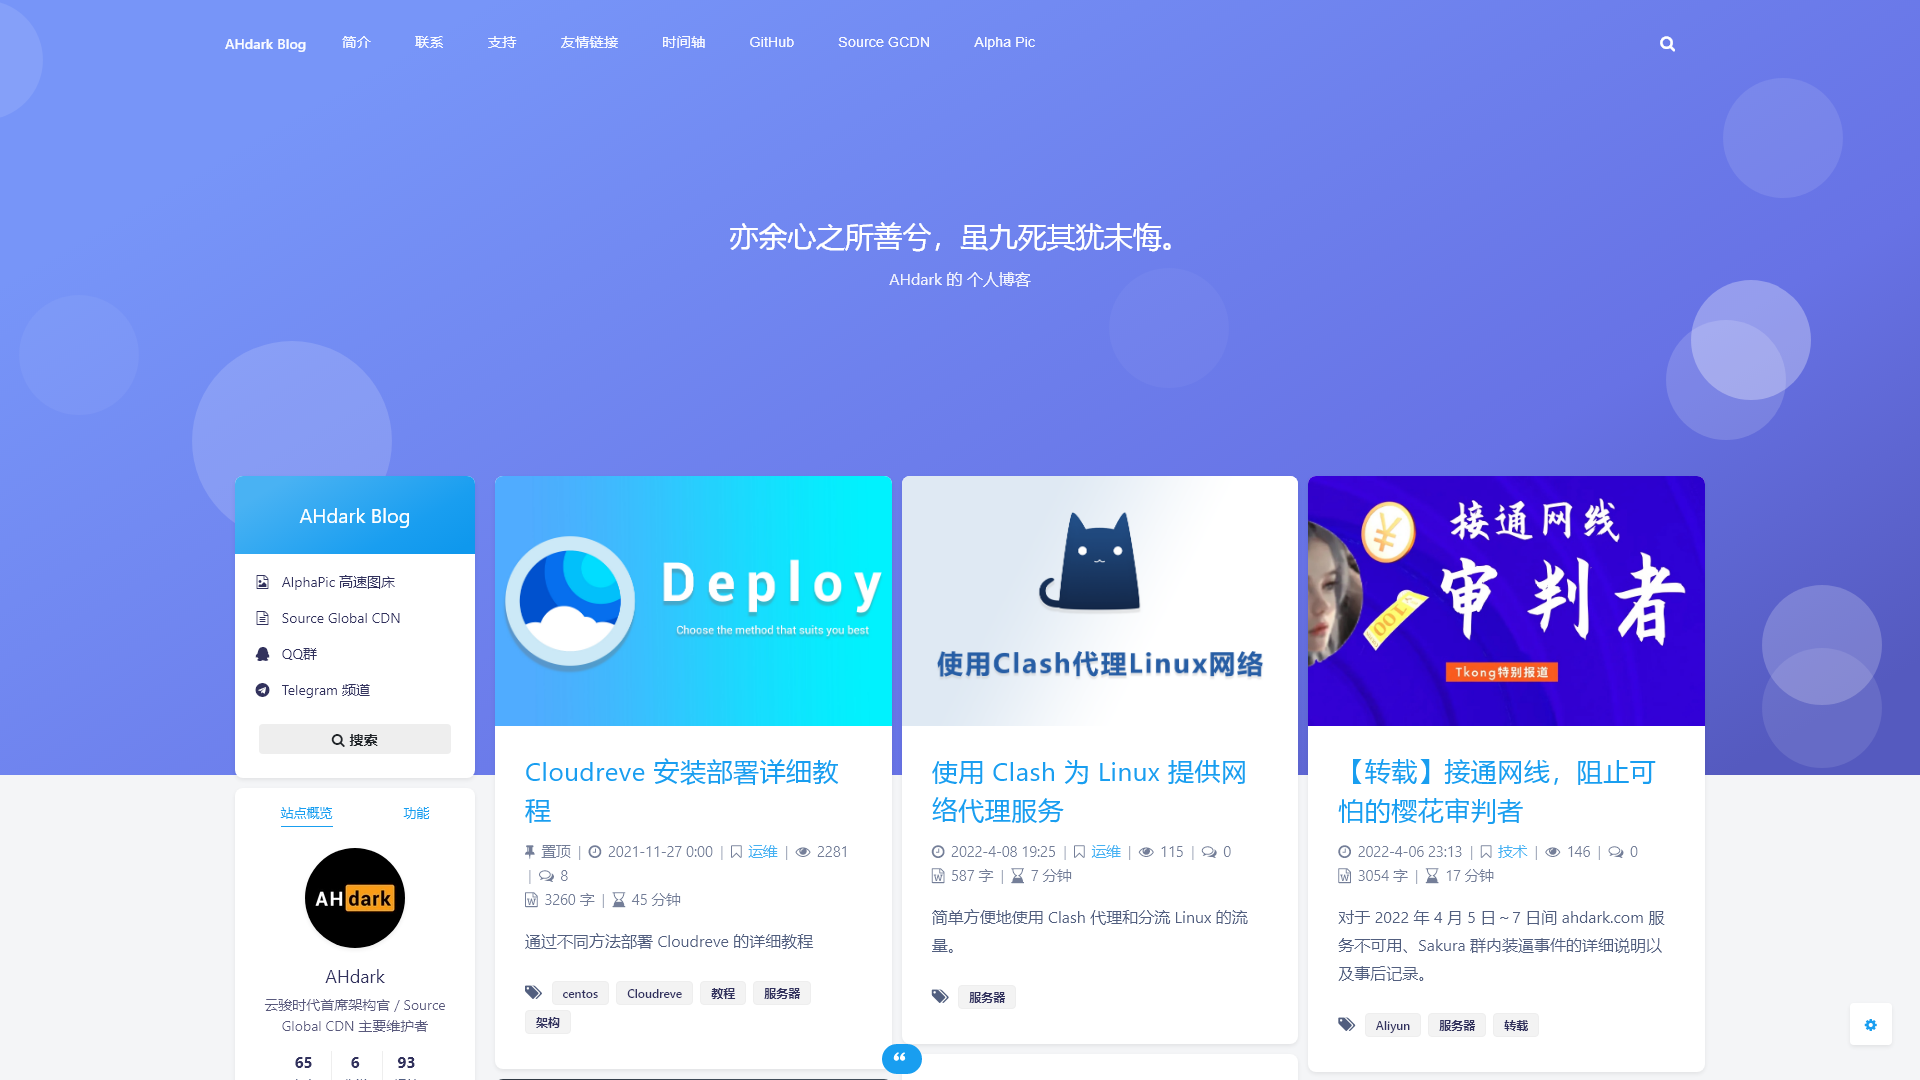 AHdark Blog 简介 联系 支持 友情链接 时间轴 GitHub Source GCDN Alpha Pic
亦余心之所善兮，虽九死其犹未悔。
AHdark 的 个人博客
AHdark Blog
AlphaPic 高速图床
Source Global CDN
QQ群
Telegram 频道
搜索
站点概览 功能
AHdark
AHdark
云骏时代首席架构官 / Source
Global CDN 主要维护者
65 6 93
Deploy
Choose the method that suits you best
Cloudreve 安装部署详细教
程
置顶 | 2021-11-27 0:00 | 运维 | 2281
| 8
3260 字 | 45 分钟
通过不同方法部署 Cloudreve 的详细教程
centos Cloudreve 教程 服务器
架构
使用Clash代理Linux网络
使用 Clash 为 Linux 提供网
络代理服务
2022-4-08 19:25 | 运维 | 115 | 0
587 字 | 7 分钟
简单方便地使用 Clash 代理和分流 Linux 的流
量。
服务器
接通网线
审判者
100
Tkong特别报道
【转载】接通网线，阻止可
怕的樱花审判者
2022-4-06 23:13 | 技术 | 146 | 0
3054 字 | 17 分钟
对于 2022 年 4 月 5 日 ~ 7 日间 ahdark.com 服
务不可用、Sakura 群内装逼事件的详细说明以
及事后记录。
Aliyun 服务器 转载